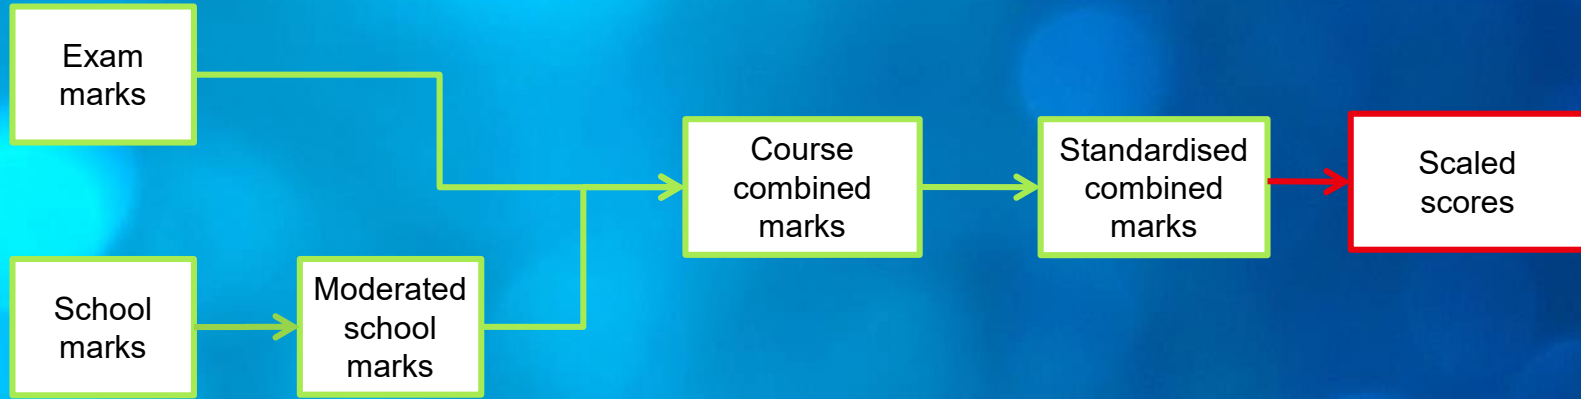 Exam
marks
School
marks
Moderated
school
marks
Course
combined
marks
Standardised
combined
marks
Scaled
scores